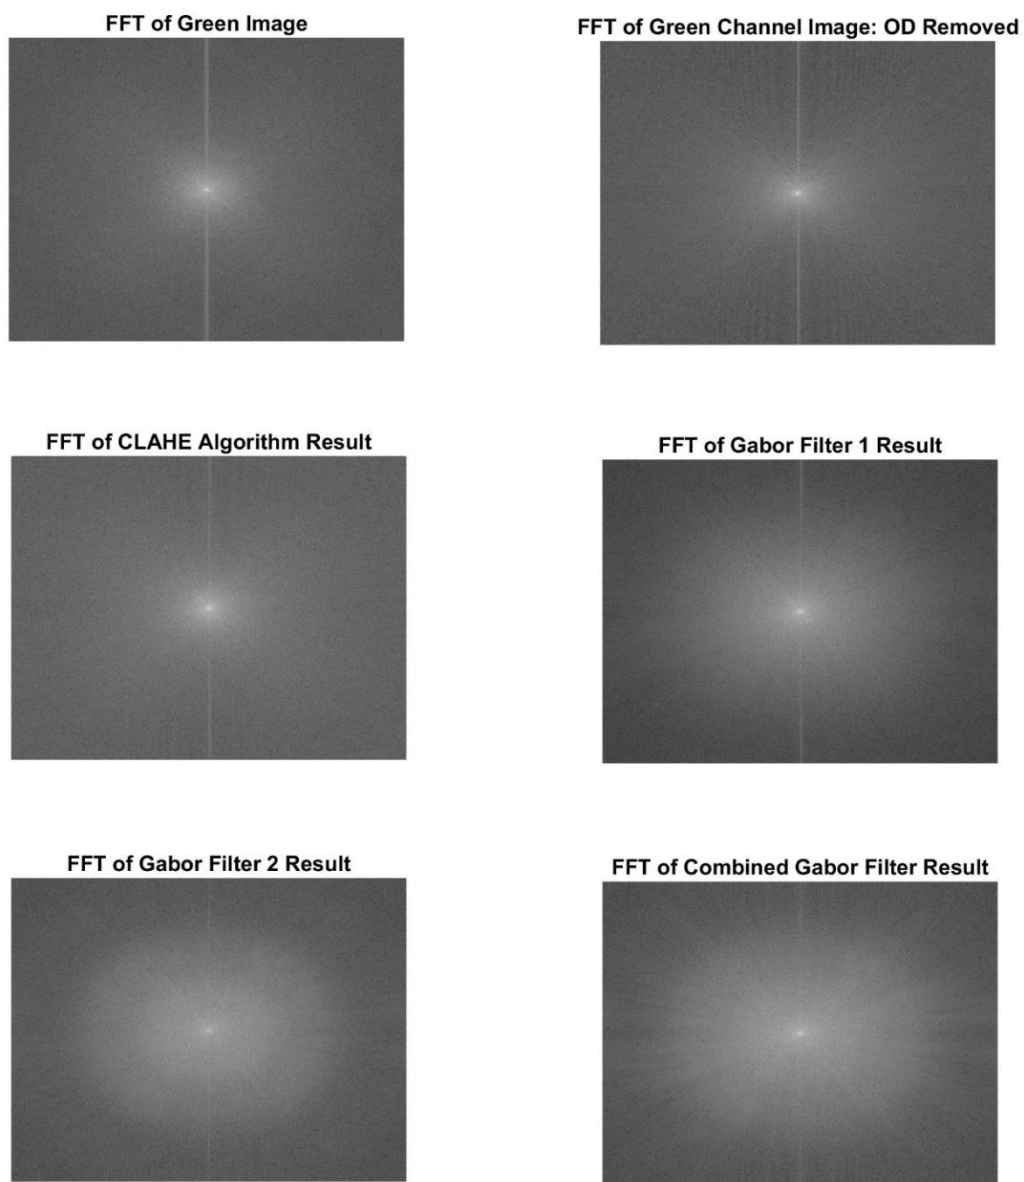 FFT of Green Image
FFT of Green Channel Image: OD Removed
FFT of CLAHE Algorithm Result
FFT of Gabor Filter 1 Result
FFT of Gabor Filter 2 Result
FFT of Combined Gabor Filter Result